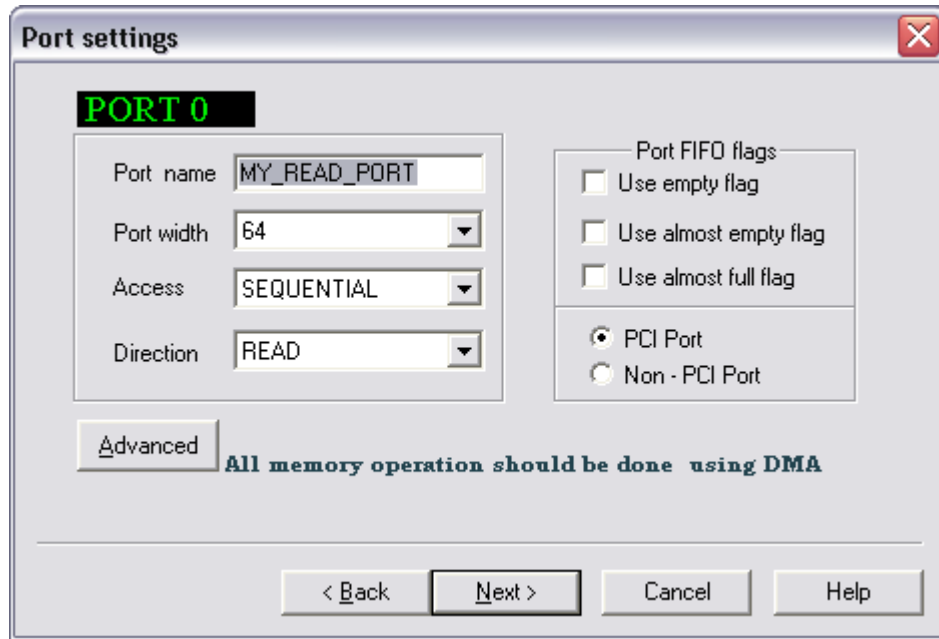 Port settings
PORT 0
Port name MY_READ_PORT
Port width 64
Access SEQUENTIAL
Direction READ
Port FIFO flags
Use empty flag
Use almost empty flag
Use almost full flag
PCI Port
Non - PCI Port
Advanced
All memory operation should be done using DMA
< Back Next > Cancel Help